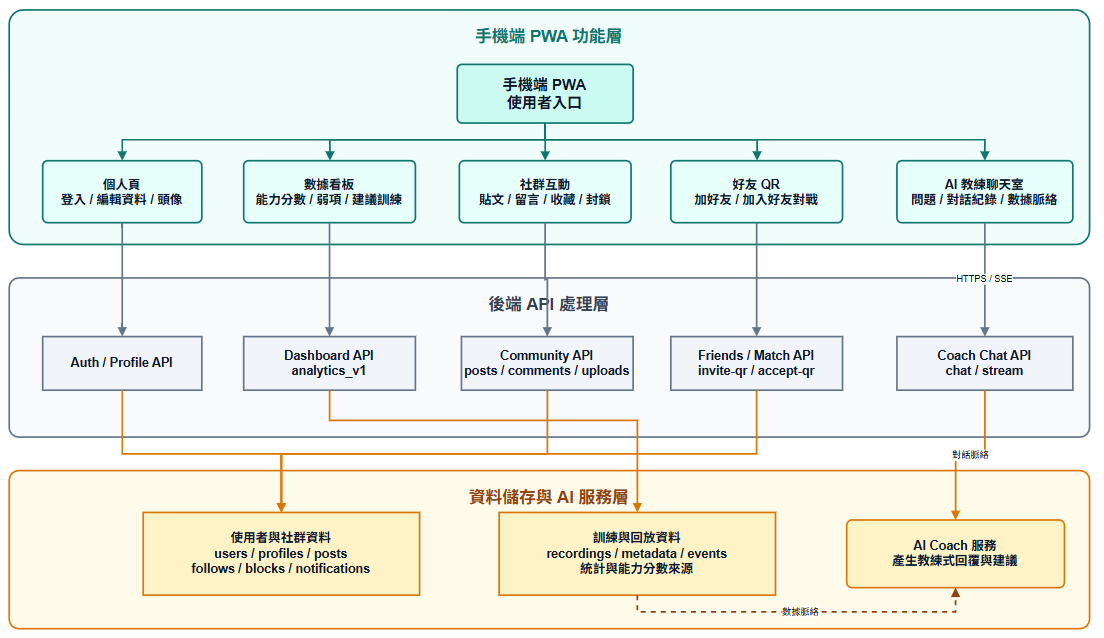 手機端 PWA 功能層
手機端 PWA
使用者入口
個人頁
登入 / 編輯資料 / 頭像
數據看板
能力分數 / 弱項 / 建議訓練
社群互動
貼文 / 留言 / 收藏 / 封鎖
好友 QR
加好友 / 加入好友對戰
AI 教練聊天室
問題 / 對話紀錄 / 數據脈絡
HTTPS / SSE
後端 API 處理層
Auth / Profile API
Dashboard API
analytics_v1
Community API
posts / comments / uploads
Friends / Match API
invite-qr / accept-qr
Coach Chat API
chat / stream
對話脈絡
資料儲存與 AI 服務層
使用者與社群資料
users / profiles / posts
follows / blocks / notifications
訓練與回放資料
recordings / metadata / events
統計與能力分數來源
AI Coach 服務
產生教練式回覆與建議
數據脈絡